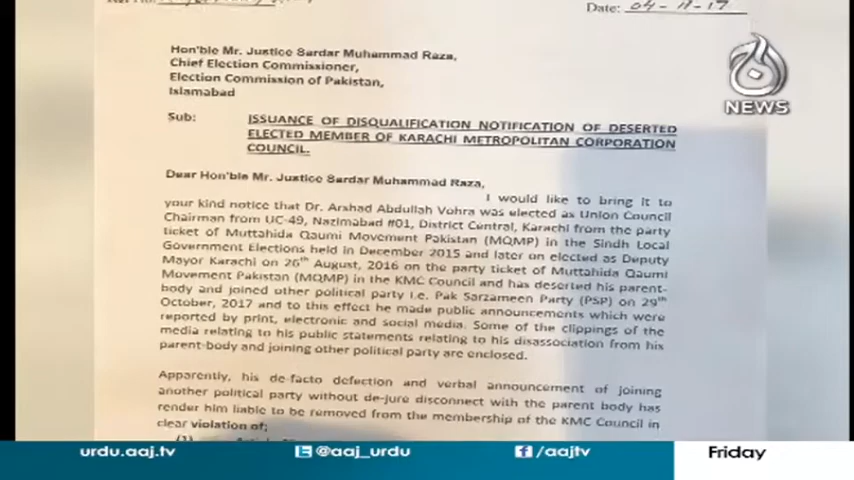 Date: 04-11-17
Hon'ble Mr. Justice Sardar Muhammad Raza,
Chief Election Commissioner,
Election Commission of Pakistan,
Islamabad
NEWS
Sub: ISSUANCE OF DISQUALIFICATION NOTIFICATION OF DESERTED
ELECTED MEMBER OF KARACHI METROPOLITAN CORPORATION
COUNCIL.
Dear Hon'ble Mr. Justice Sardar Muhammad Raza,
I would like to bring it to
your kind notice that Dr. Arshad Abdullah Vohra was elected as Union Council
Chairman from UC-49, Nazimabad #01, District Central, Karachi from the party
ticket of Muttahida Qaumi Movement Pakistan (MQMP) in the Sindh Local
Government Elections held in December 2015 and later on elected as Deputy
Mayor Karachi on 26th August, 2016 on the party ticket of Muttahida Qaumi
Movement Pakistan (MQMP) in the KMC Council and has deserted his parent-
body and joined other political party i.e. Pak Sarzameen Party (PSP) on 29th
October, 2017 and to this effect he made public announcements which were
reported by print, electronic and social media. Some of the clippings of the
media relating to his public statements relating to his disassociation from his
parent-body and joining other political party are enclosed.
Apparently, his de-facto defection and verbal announcement of joining
another political party without de-jure disconnect with the parent body has
render him liable to be removed from the membership of the KMC Council in
clear violation of;
urdu.aaj.tv @aaj_urdu /aajtv Friday